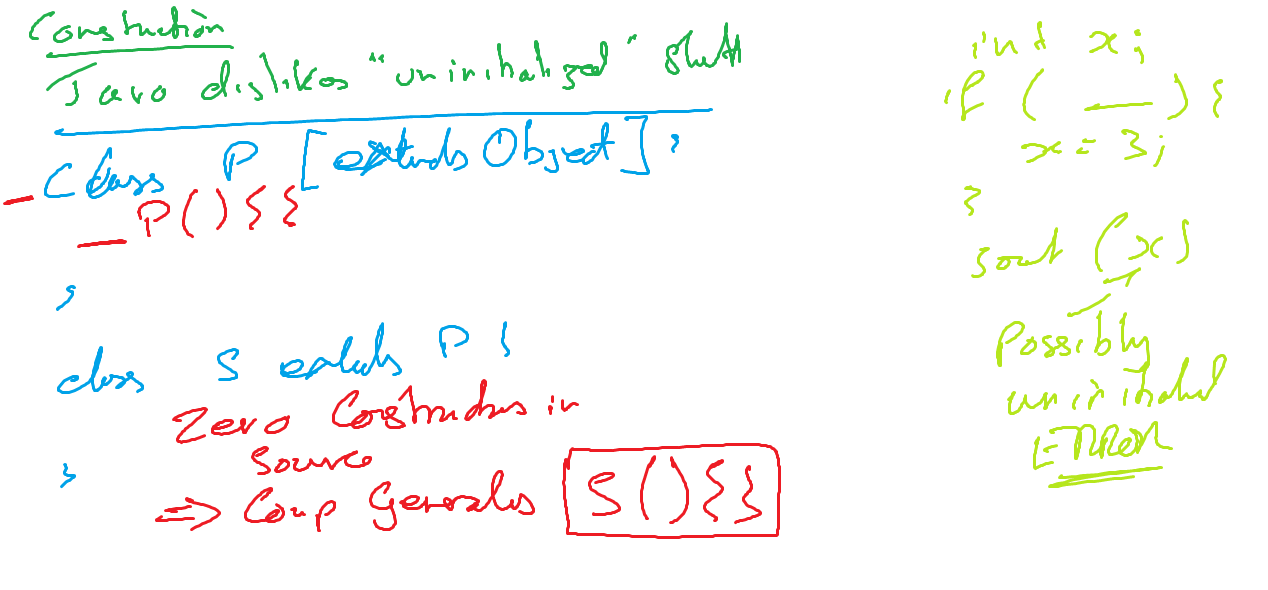 Construction
Java dislikes "uninitialized" stuff
class P [extends Object] {
P(){}
}
class S extends P {
Zero Constructors in
Source
=> Comp Generates S(){}
}
int x;
if ( __ ) {
x = 3;
}
sout (x)
Possibly
uninitialized
ERROR